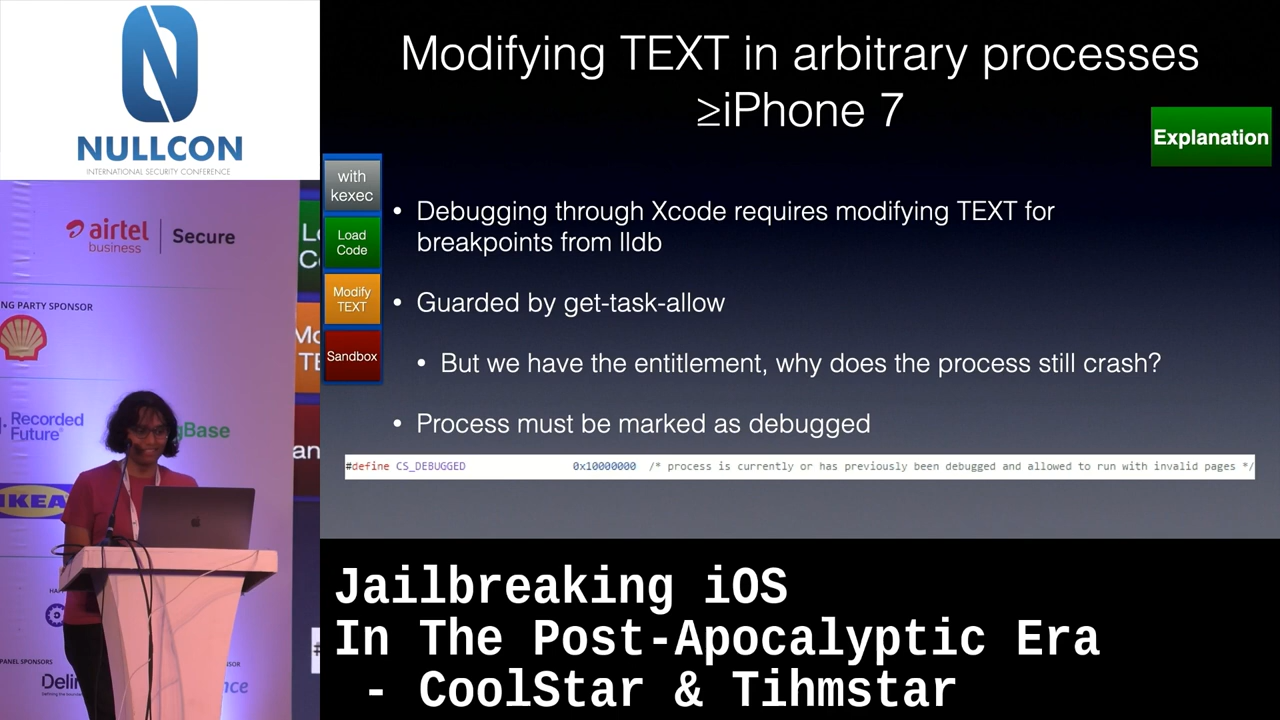 NULLCON
INTERNATIONAL SECURITY CONFERENCE
airtel
business
Secure
NG PARTY SPONSOR
Recorded
Future
gBase
IKEA
PANEL SPONSORS
Modifying TEXT in arbitrary processes
≥iPhone 7
Explanation
with
kexec
Load
Code
Modify
TEXT
Sandbox
• Debugging through Xcode requires modifying TEXT for
breakpoints from lldb
• Guarded by get-task-allow
• But we have the entitlement, why does the process still crash?
• Process must be marked as debugged
#define CS_DEBUGGED 0x10000000 /* process is currently or has previously been debugged and allowed to run with invalid pages */
Jailbreaking iOS
In The Post-Apocalyptic Era
- CoolStar & Tihmstar